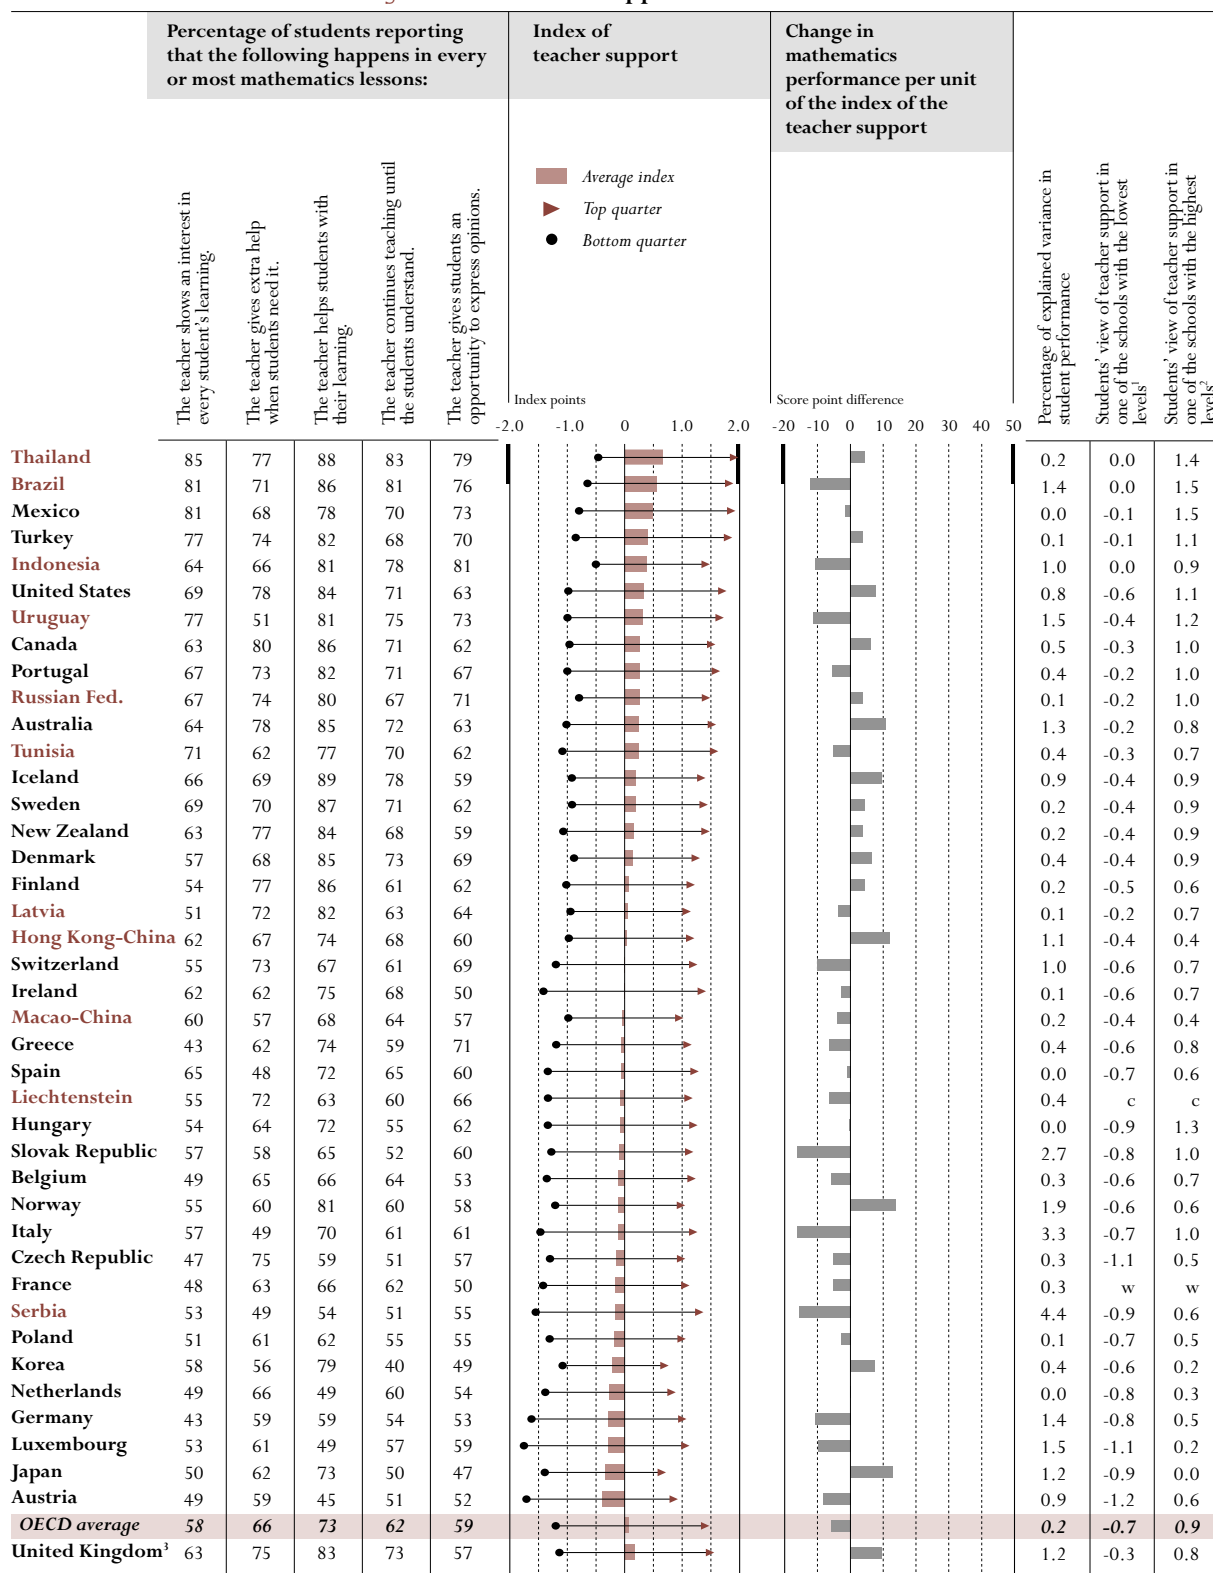 Percentage of students reporting
that the following happens in every
or most mathematics lessons:
Index of
teacher support
Change in
mathematics
performance per unit
of the index of the
teacher support
The teacher shows an interest in
every student's learning.
The teacher gives extra help
when students need it.
The teacher helps students with
their learning.
The teacher continues teaching until
the students understand.
The teacher gives students an
opportunity to express opinions.
Average index
Top quarter
Bottom quarter
Percentage of explained variance in
student performance
Students' view of teacher support in
one of the schools with the lowest
levels¹
Students' view of teacher support in
one of the schools with the highest
levels²
Index points
Score point difference
-2.0 -1.0 0 1.0 2.0 -20 -10 0 10 20 30 40 50
Thailand 85 77 88 83 79 0.2 0.0 1.4
Brazil 81 71 86 81 76 1.4 0.0 1.5
Mexico 81 68 78 70 73 0.0 -0.1 1.5
Turkey 77 74 82 68 70 0.1 -0.1 1.1
Indonesia 64 66 81 78 81 1.0 0.0 0.9
United States 69 78 84 71 63 0.8 -0.6 1.1
Uruguay 77 51 81 75 73 1.5 -0.4 1.2
Canada 63 80 86 71 62 0.5 -0.3 1.0
Portugal 67 73 82 71 67 0.4 -0.2 1.0
Russian Fed. 67 74 80 67 71 0.1 -0.2 1.0
Australia 64 78 85 72 63 1.3 -0.2 0.8
Tunisia 71 62 77 70 62 0.4 -0.3 0.7
Iceland 66 69 89 78 59 0.9 -0.4 0.9
Sweden 69 70 87 71 62 0.2 -0.4 0.9
New Zealand 63 77 84 68 59 0.2 -0.4 0.9
Denmark 57 68 85 73 69 0.4 -0.4 0.9
Finland 54 77 86 61 62 0.2 -0.5 0.6
Latvia 51 72 82 63 64 0.1 -0.2 0.7
Hong Kong-China 62 67 74 68 60 1.1 -0.4 0.4
Switzerland 55 73 67 61 69 1.0 -0.6 0.7
Ireland 62 62 75 68 50 0.1 -0.6 0.7
Macao-China 60 57 68 64 57 0.2 -0.4 0.4
Greece 43 62 74 59 71 0.4 -0.6 0.8
Spain 65 48 72 65 60 0.0 -0.7 0.6
Liechtenstein 55 72 63 60 66 0.4 c c
Hungary 54 64 72 55 62 0.0 -0.9 1.3
Slovak Republic 57 58 65 52 60 2.7 -0.8 1.0
Belgium 49 65 66 64 53 0.3 -0.6 0.7
Norway 55 60 81 60 58 1.9 -0.6 0.6
Italy 57 49 70 61 61 3.3 -0.7 1.0
Czech Republic 47 75 59 51 57 0.3 -1.1 0.5
France 48 63 66 62 50 0.3 w w
Serbia 53 49 54 51 55 4.4 -0.9 0.6
Poland 51 61 62 55 55 0.1 -0.7 0.5
Korea 58 56 79 40 49 0.4 -0.6 0.2
Netherlands 49 66 49 60 54 0.0 -0.8 0.3
Germany 43 59 59 54 53 1.4 -0.8 0.5
Luxembourg 53 61 49 57 59 1.5 -1.1 0.2
Japan 50 62 73 50 47 1.2 -0.9 0.0
Austria 49 59 45 51 52 0.9 -1.2 0.6
OECD average 58 66 73 62 59 0.2 -0.7 0.9
United Kingdom³ 63 75 83 73 57 1.2 -0.3 0.8